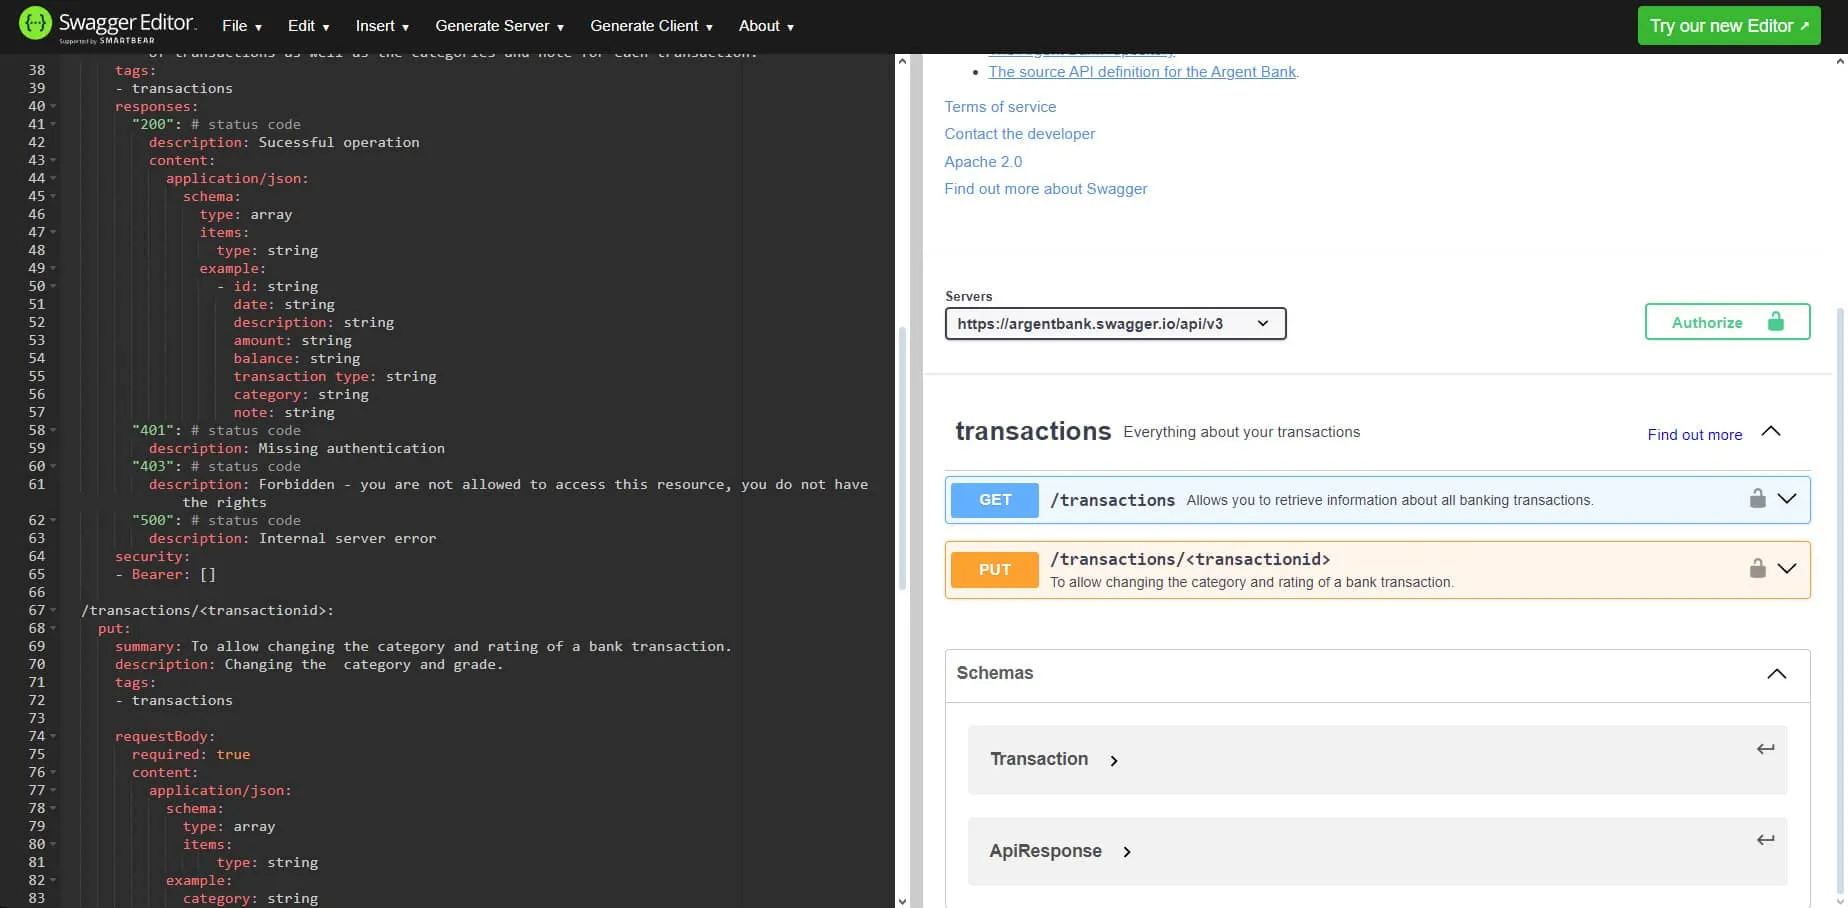 Swagger Editor.
Supported by SMARTBEAR
File
Edit
Insert
Generate Server
Generate Client
About
Try our new Editor
38 tags:
39 - transactions
40 responses:
41 "200": # status code
42 description: Sucessful operation
43 content:
44 application/json:
45 schema:
46 type: array
47 items:
48 type: string
49 example:
50 - id: string
51 date: string
52 description: string
53 amount: string
54 balance: string
55 transaction type: string
56 category: string
57 note: string
58 "401": # status code
59 description: Missing authentication
60 "403": # status code
61 description: Forbidden - you are not allowed to access this resource, you do not have
the rights
62 "500": # status code
63 description: Internal server error
64 security:
65 - Bearer: []
66
67 /transactions/<transactionid>:
68 put:
69 summary: To allow changing the category and rating of a bank transaction.
70 description: Changing the  category and grade.
71 tags:
72 - transactions
73
74 requestBody:
75 required: true
76 content:
77 application/json:
78 schema:
79 type: array
80 items:
81 type: string
82 example:
83 category: string
The source API definition for the Argent Bank.
Terms of service
Contact the developer
Apache 2.0
Find out more about Swagger
Servers
https://argentbank.swagger.io/api/v3
Authorize
transactions Everything about your transactions
Find out more
GET /transactions Allows you to retrieve information about all banking transactions.
PUT /transactions/<transactionid>
To allow changing the category and rating of a bank transaction.
Schemas
Transaction
ApiResponse